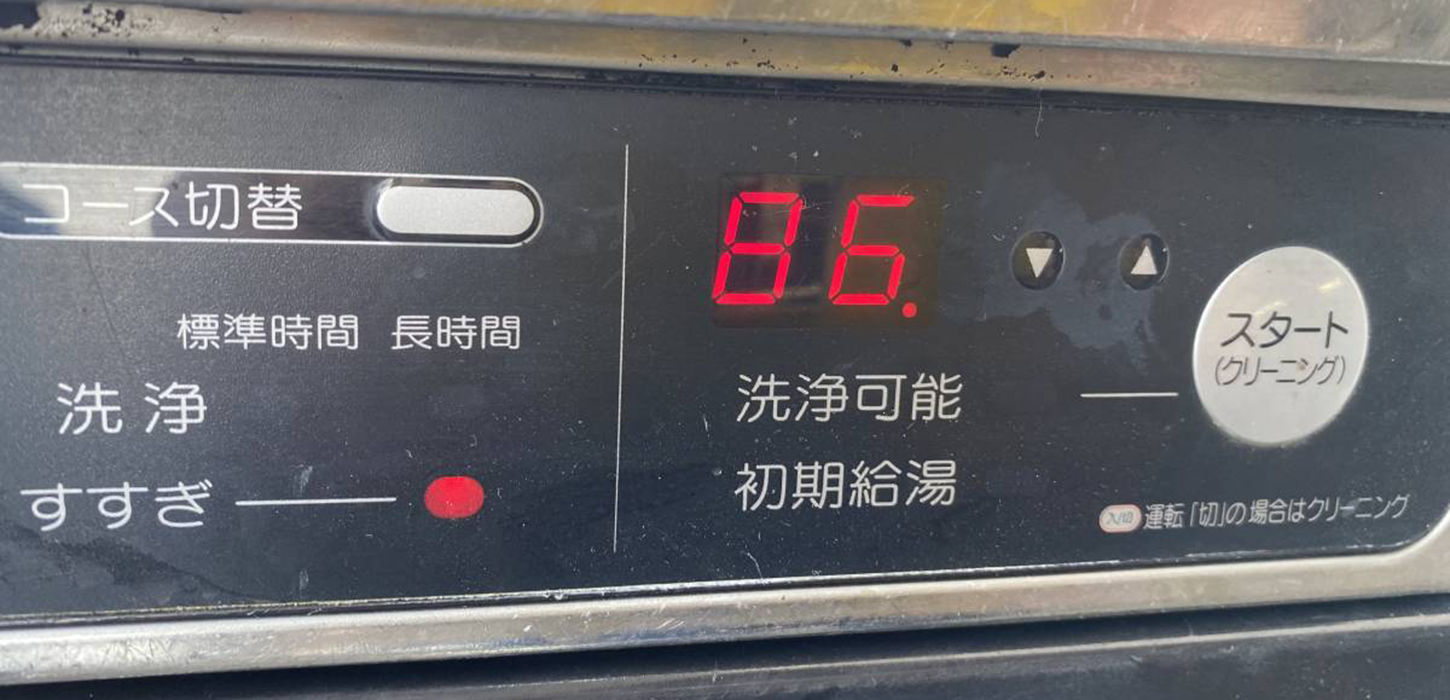 コース切替
標準時間 長時間
洗浄
すすぎ
86.
▼ ▲
スタート
(クリーニング)
洗浄可能
初期給湯
入/切 運転「切」の場合はクリーニング